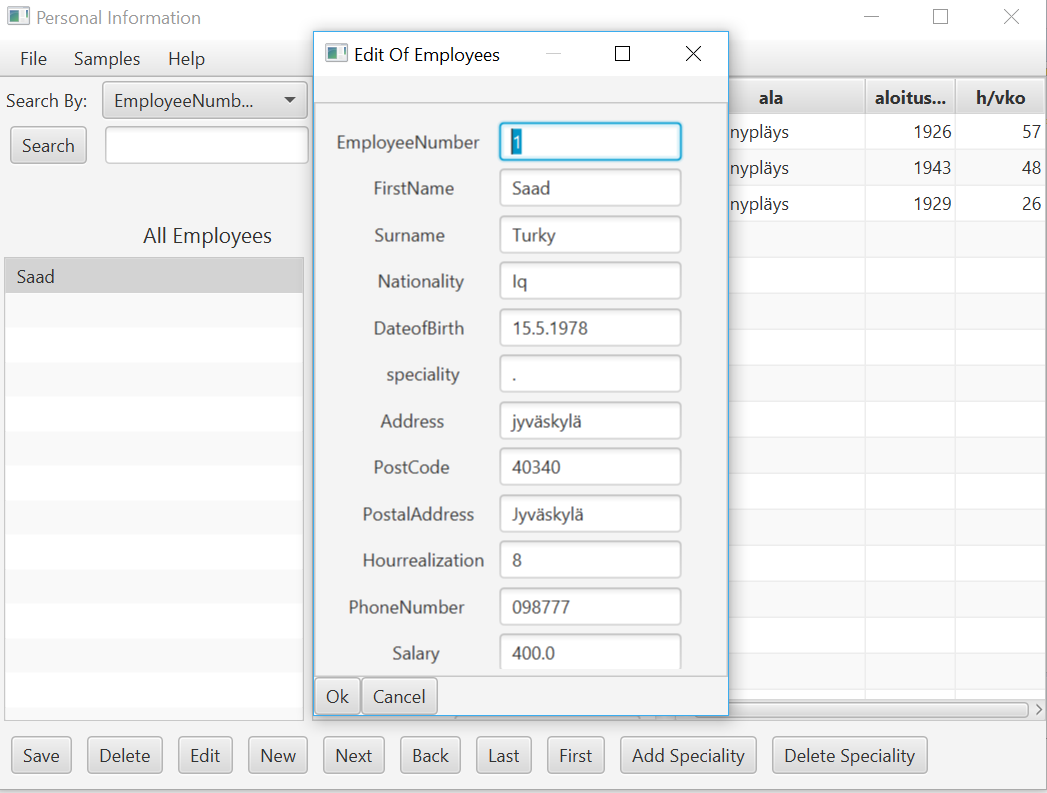 Personal Information
File Samples Help
Search By: EmployeeNumb...
Search
All Employees
Saad
Edit Of Employees
EmployeeNumber 1
FirstName Saad
Surname Turky
Nationality Iq
DateofBirth 15.5.1978
speciality .
Address jyväskylä
PostCode 40340
PostalAddress Jyväskylä
Hourrealization 8
PhoneNumber 098777
Salary 400.0
Ok Cancel
ala aloitus... h/vko
nypläys 1926 57
nypläys 1943 48
nypläys 1929 26
Save Delete Edit New Next Back Last First Add Speciality Delete Speciality